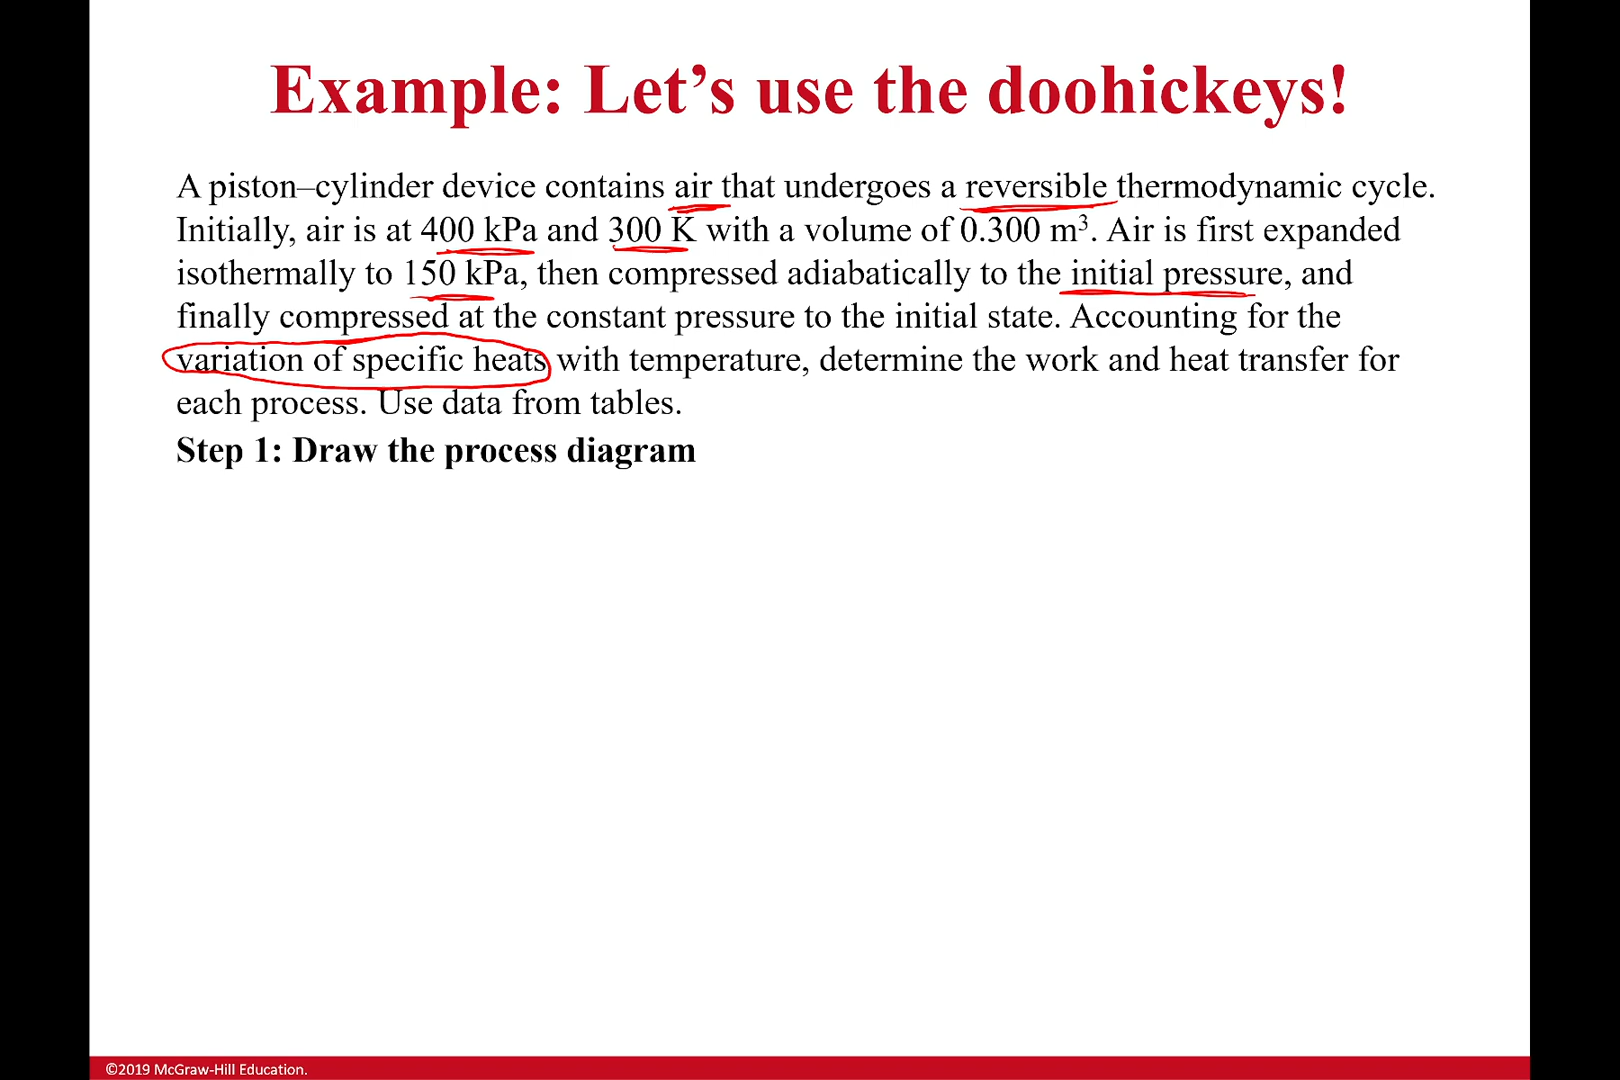 Example: Let’s use the doohickeys!
A piston–cylinder device contains air that undergoes a reversible thermodynamic cycle.
Initially, air is at 400 kPa and 300 K with a volume of 0.300 m³. Air is first expanded
isothermally to 150 kPa, then compressed adiabatically to the initial pressure, and
finally compressed at the constant pressure to the initial state. Accounting for the
variation of specific heats with temperature, determine the work and heat transfer for
each process. Use data from tables.
Step 1: Draw the process diagram
©2019 McGraw-Hill Education.